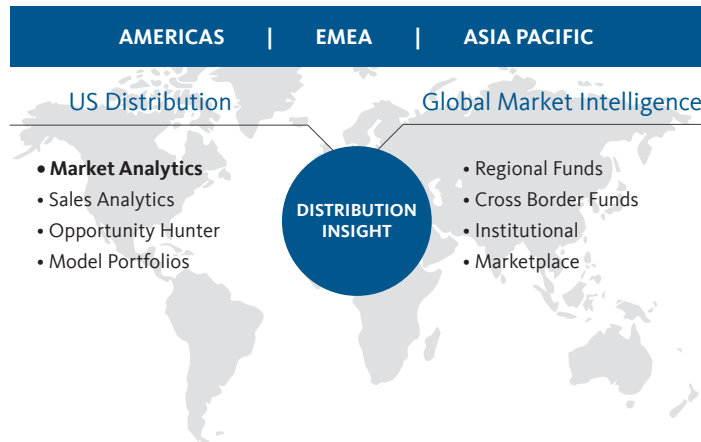 AMERICAS | EMEA | ASIA PACIFIC
US Distribution
• Market Analytics
• Sales Analytics
• Opportunity Hunter
• Model Portfolios
DISTRIBUTION
INSIGHT
Global Market Intelligence
• Regional Funds
• Cross Border Funds
• Institutional
• Marketplace